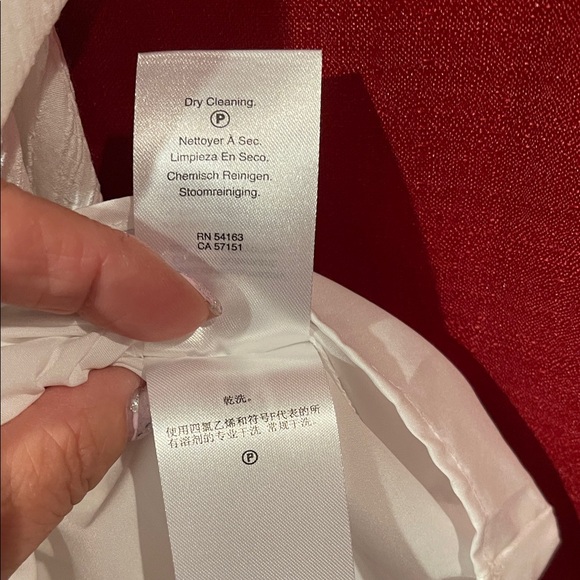 Dry Cleaning.
P
Nettoyer À Sec.
Limpieza En Seco.
Chemisch Reinigen.
Stoomreiniging.
RN 54163
CA 57151
乾洗。
使用四氯乙烯和符号F代表的所
有溶剂的专业干洗. 常规干洗.
P